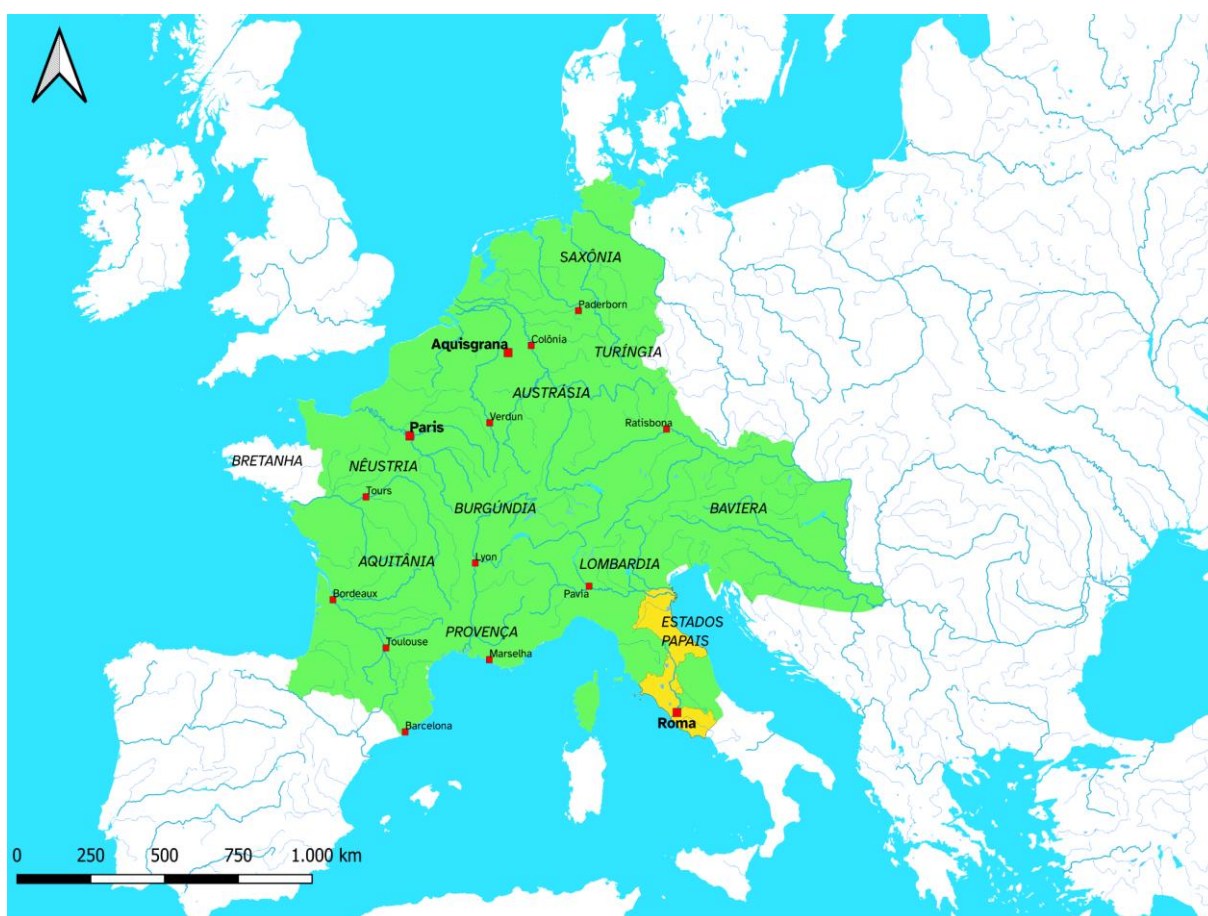 SAXÔNIA
Paderborn
Colônia
Aquisgrana
TURÍNGIA
AUSTRÁSIA
Verdun
Ratisbona
Paris
BRETANHA
NÊUSTRIA
Tours
BURGÚNDIA
BAVIERA
Lyon
AQUITÂNIA
LOMBARDIA
Pavia
Bordeaux
ESTADOS
PAPAIS
PROVENÇA
Toulouse
Marselha
Roma
Barcelona
0 250 500 750 1.000 km